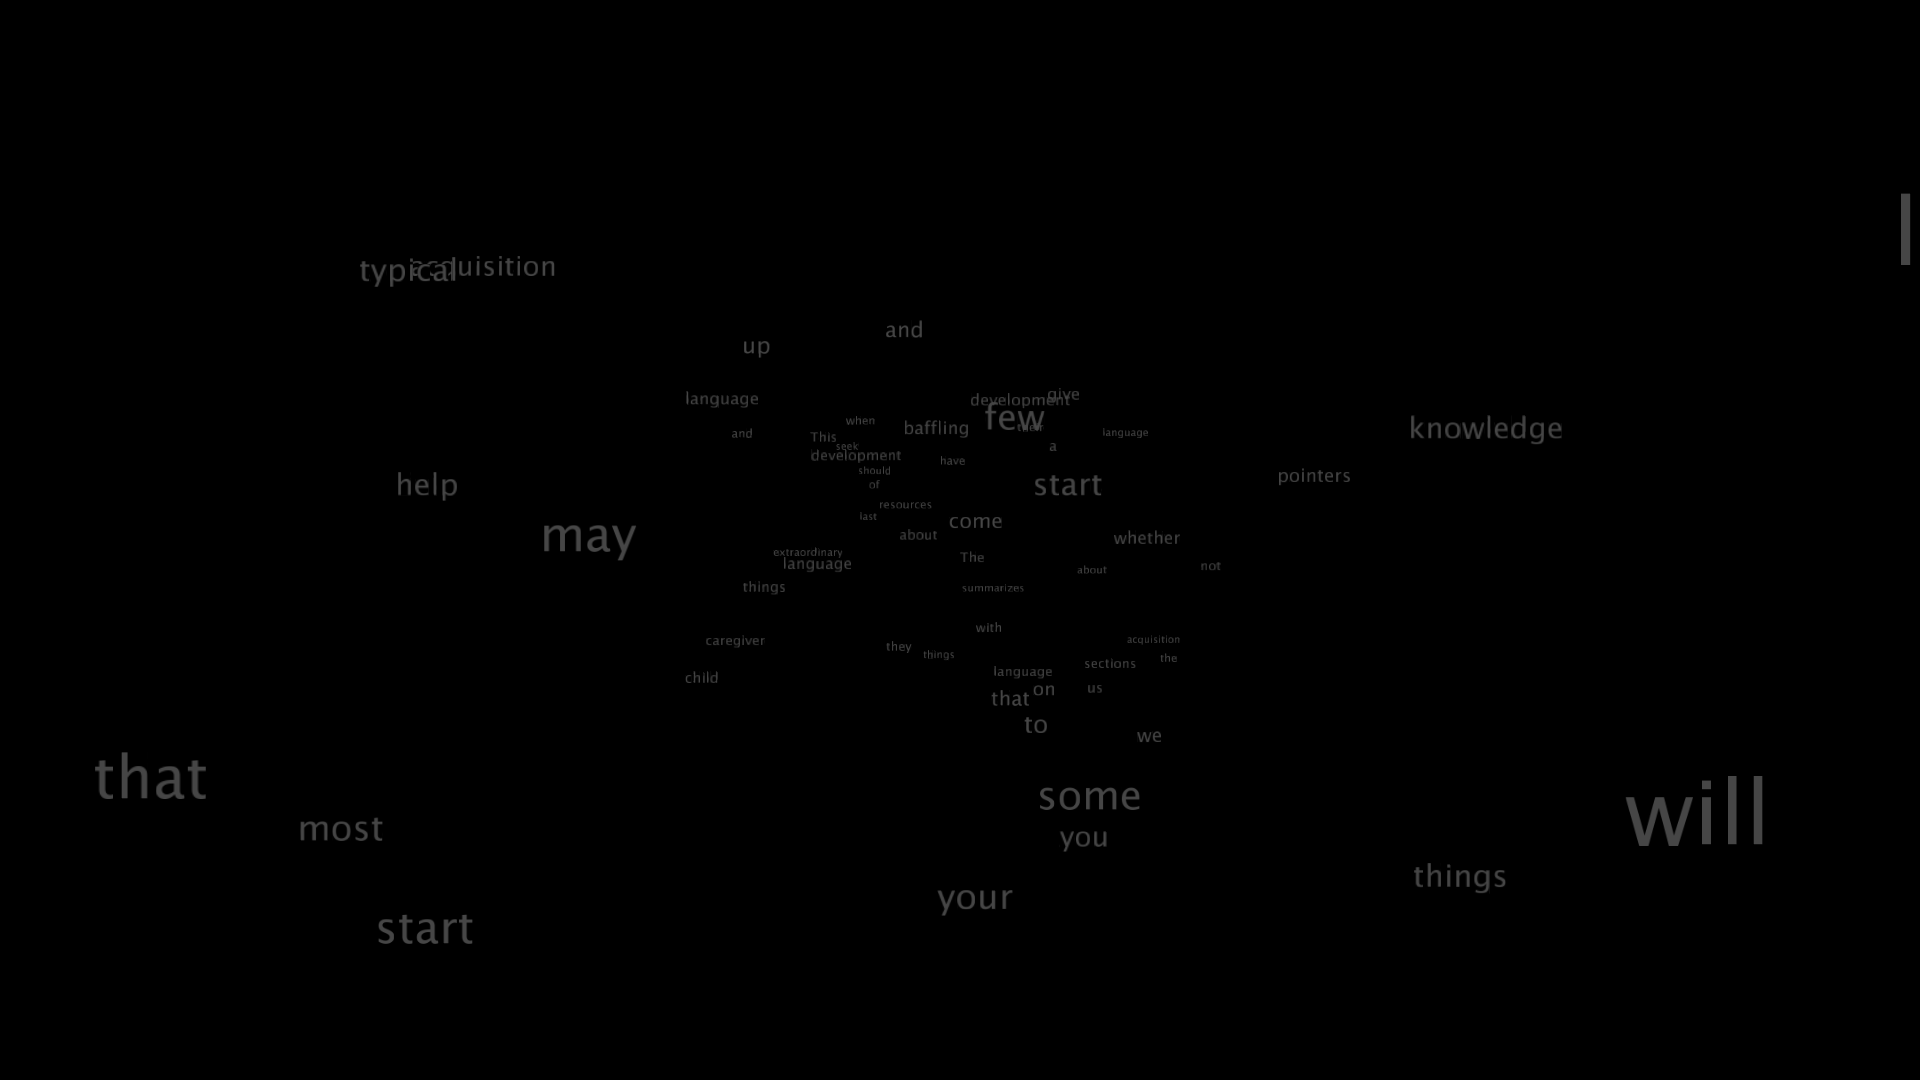 I
acquisition
typical
and
up
give
language
development
few
when
baffling
their
language
knowledge
and
This
seek
a
development
have
should
pointers
help
of
start
resources
last
come
may
about
whether
extraordinary
The
language
not
about
things
summarizes
with
caregiver
they
acquisition
things
the
sections
language
child
on
us
that
to
we
that
some
will
most
you
things
your
start